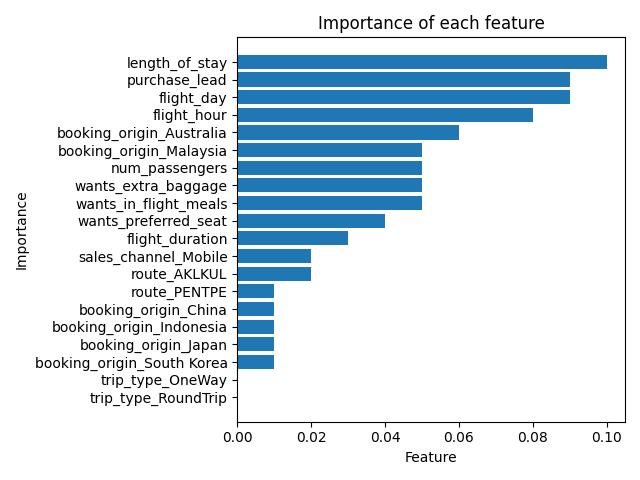 Importance of each feature
length_of_stay
purchase_lead
flight_day
flight_hour
booking_origin_Australia
booking_origin_Malaysia
num_passengers
wants_extra_baggage
wants_in_flight_meals
wants_preferred_seat
flight_duration
sales_channel_Mobile
route_AKLKUL
route_PENTPE
booking_origin_China
booking_origin_Indonesia
booking_origin_Japan
booking_origin_South Korea
trip_type_OneWay
trip_type_RoundTrip
Importance
0.00 0.02 0.04 0.06 0.08 0.10
Feature